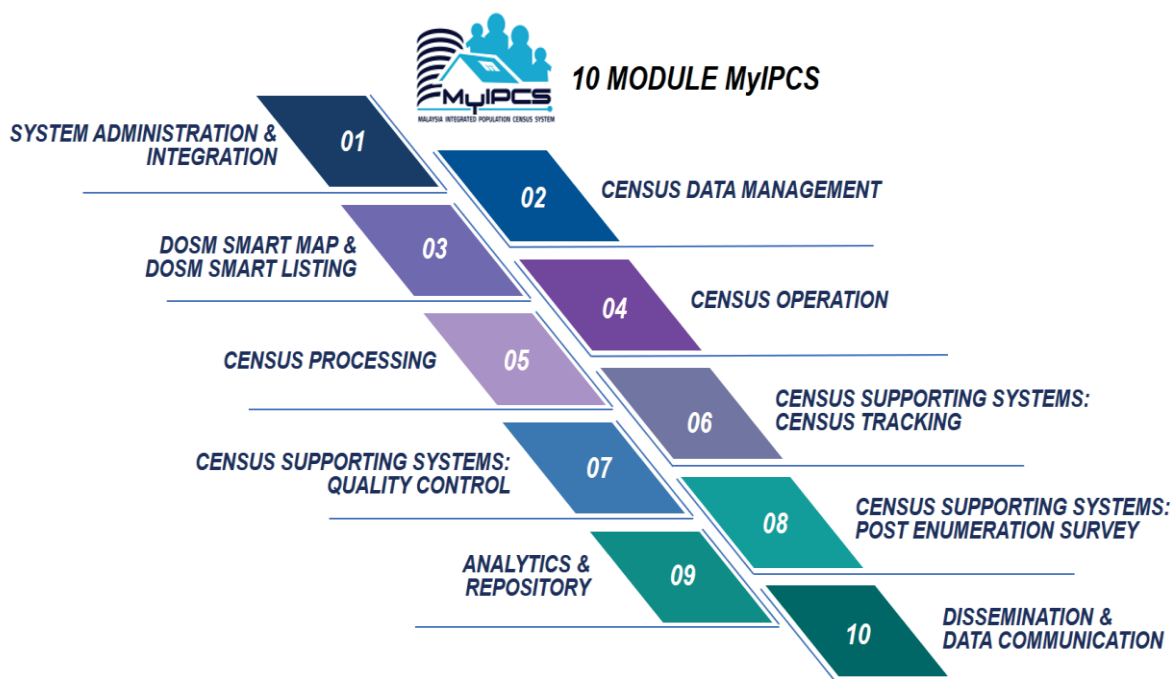 MyIPCS
MALAYSIA INTEGRATED POPULATION CENSUS SYSTEM
10 MODULE MyIPCS
01
SYSTEM ADMINISTRATION &
INTEGRATION
02
CENSUS DATA MANAGEMENT
03
DOSM SMART MAP &
DOSM SMART LISTING
04
CENSUS OPERATION
05
CENSUS PROCESSING
06
CENSUS SUPPORTING SYSTEMS:
CENSUS TRACKING
07
CENSUS SUPPORTING SYSTEMS:
QUALITY CONTROL
08
CENSUS SUPPORTING SYSTEMS:
POST ENUMERATION SURVEY
09
ANALYTICS &
REPOSITORY
10
DISSEMINATION &
DATA COMMUNICATION